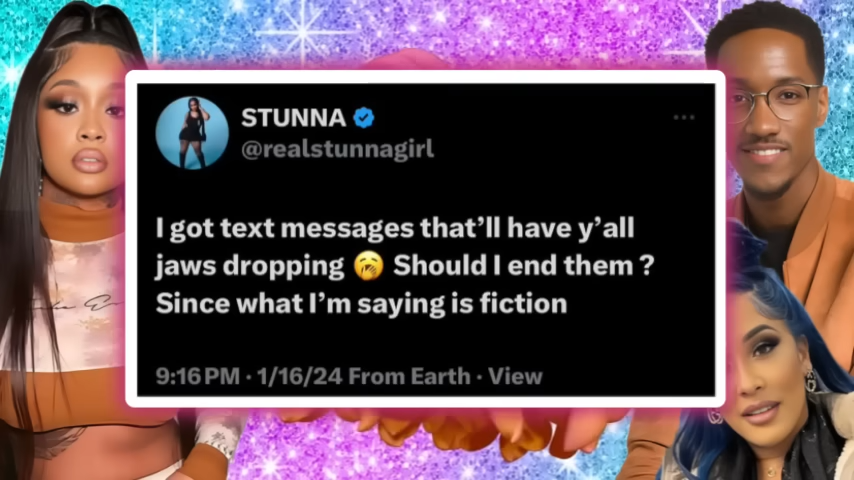 STUNNA
@realstunnagirl
I got text messages that’ll have y’all
jaws dropping 🥱 Should I end them ?
Since what I’m saying is fiction
9:16 PM · 1/16/24 From Earth · View